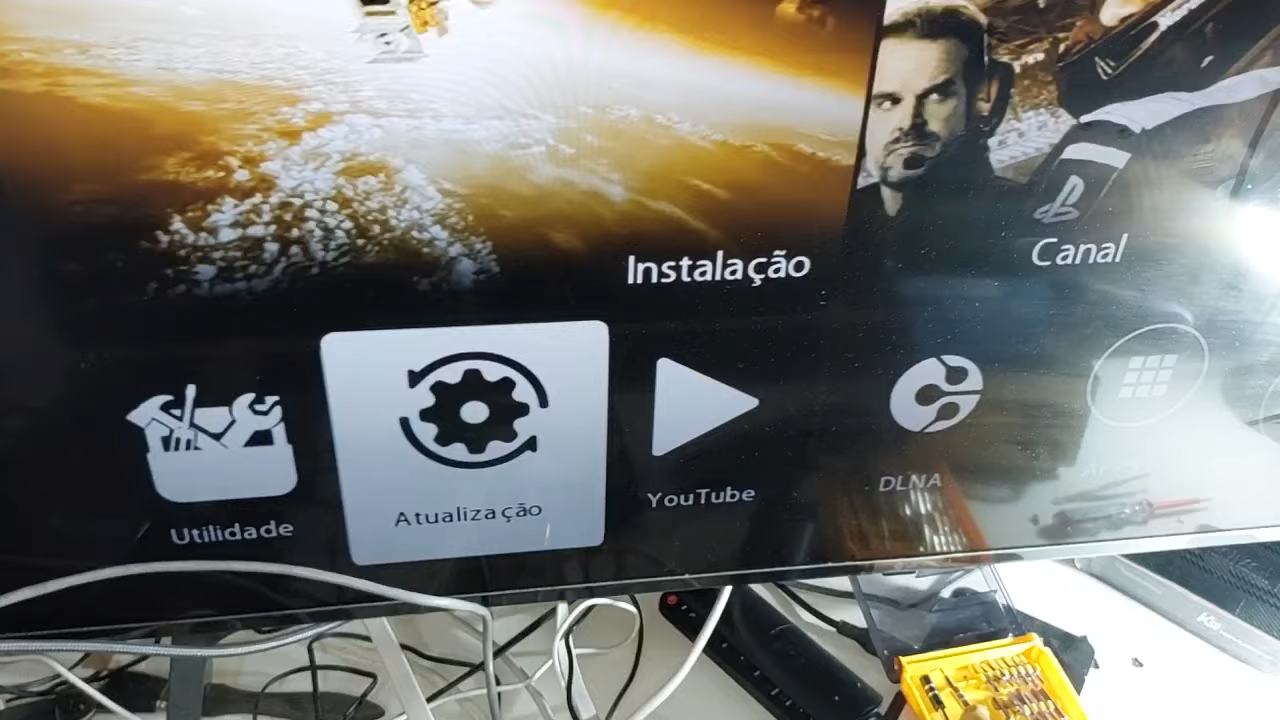 Instalação
Canal
Utilidade
Atualização
YouTube
DLNA